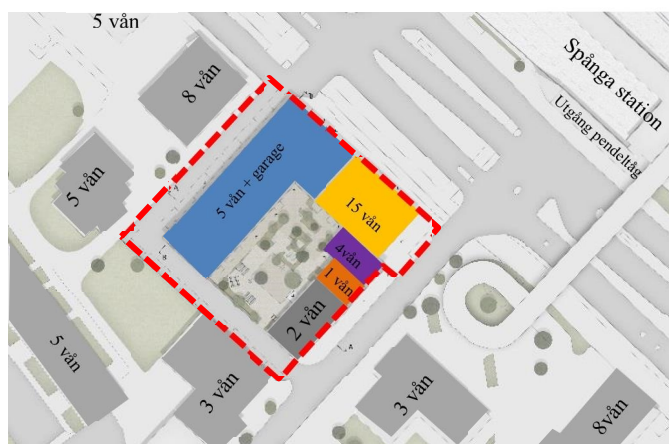 5 vån
8 vån
Spånga station
Utgång pendeltåg
5 vån
5 vån + garage
15 vån
4vån
1 vån
2 vån
5 vån
3 vån
3 vån
8vån